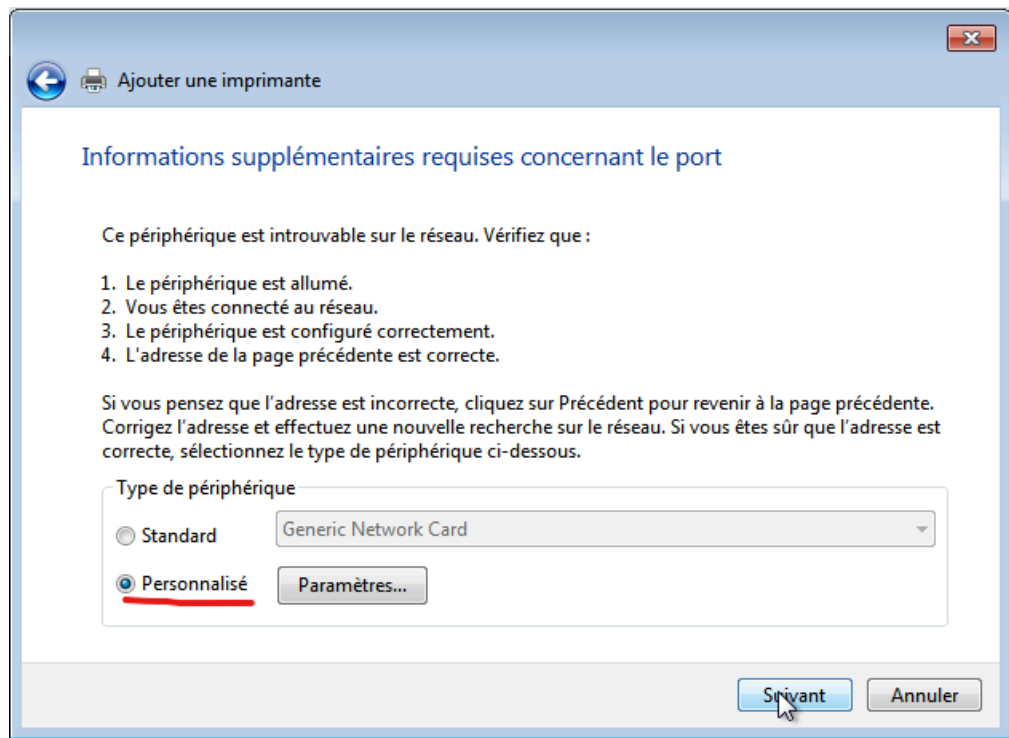 Ajouter une imprimante
Informations supplémentaires requises concernant le port
Ce périphérique est introuvable sur le réseau. Vérifiez que :
1. Le périphérique est allumé.
2. Vous êtes connecté au réseau.
3. Le périphérique est configuré correctement.
4. L'adresse de la page précédente est correcte.
Si vous pensez que l’adresse est incorrecte, cliquez sur Précédent pour revenir à la page précédente.
Corrigez l’adresse et effectuez une nouvelle recherche sur le réseau. Si vous êtes sûr que l’adresse est
correcte, sélectionnez le type de périphérique ci-dessous.
Type de périphérique
Standard Generic Network Card
Personnalisé Paramètres...
Suivant Annuler